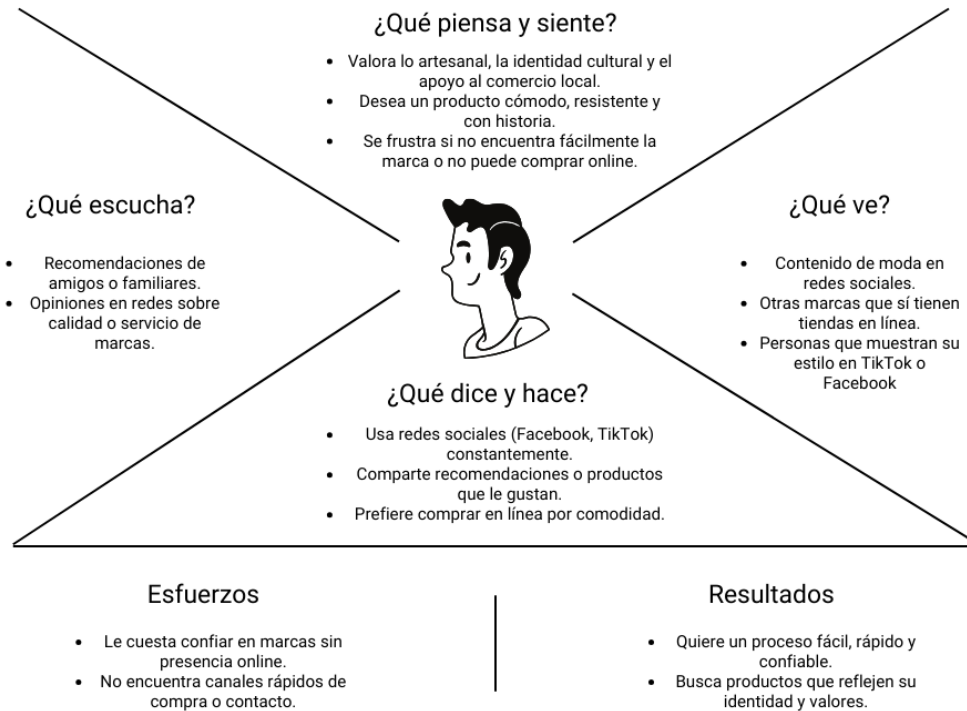 ¿Qué piensa y siente?
• Valora lo artesanal, la identidad cultural y el
apoyo al comercio local.
• Desea un producto cómodo, resistente y
con historia.
• Se frustra si no encuentra fácilmente la
marca o no puede comprar online.
¿Qué escucha?
• Recomendaciones de
amigos o familiares.
• Opiniones en redes sobre
calidad o servicio de
marcas.
¿Qué ve?
• Contenido de moda en
redes sociales.
• Otras marcas que sí tienen
tiendas en línea.
• Personas que muestran su
estilo en TikTok o
Facebook
¿Qué dice y hace?
• Usa redes sociales (Facebook, TikTok)
constantemente.
• Comparte recomendaciones o productos
que le gustan.
• Prefiere comprar en línea por comodidad.
Esfuerzos
• Le cuesta confiar en marcas sin
presencia online.
• No encuentra canales rápidos de
compra o contacto.
Resultados
• Quiere un proceso fácil, rápido y
confiable.
• Busca productos que reflejen su
identidad y valores.